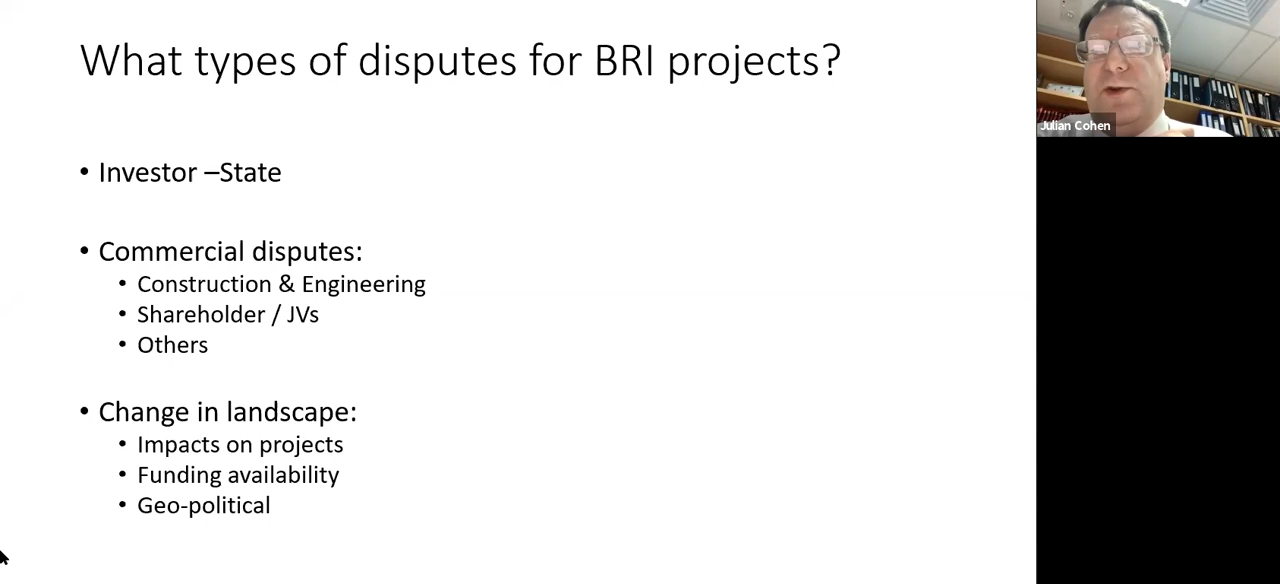 What types of disputes for BRI projects?
• Investor –State
• Commercial disputes:
• Construction & Engineering
• Shareholder / JVs
• Others
• Change in landscape:
• Impacts on projects
• Funding availability
• Geo-political
Julian Cohen